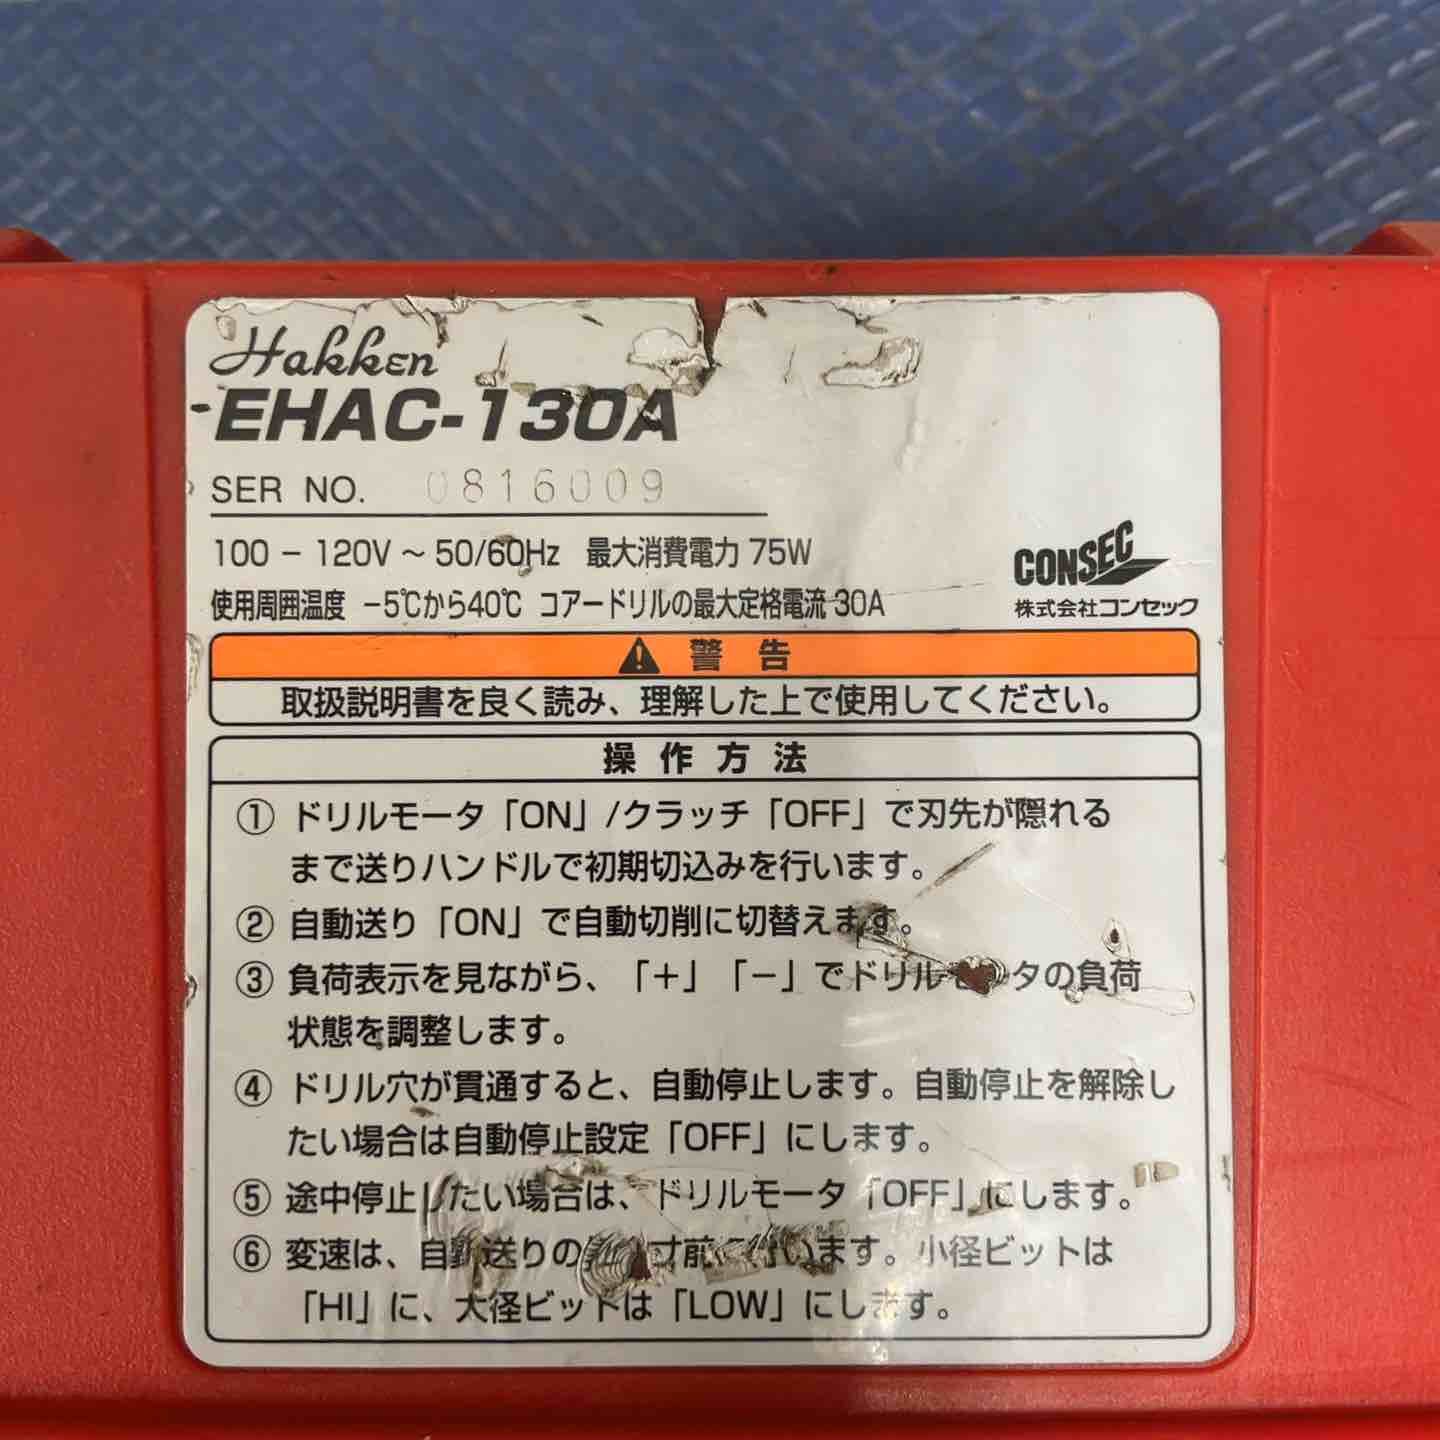 Hakken
EHAC-130A
SER NO. 0816009
100 - 120V ~ 50/60Hz 最大消費電力 75W
使用周囲温度 -5℃から40℃ コアードリルの最大定格電流 30A
CONSEC
株式会社コンセック
警告
取扱説明書を良く読み、理解した上で使用してください。
操作方法
① ドリルモータ「ON」/クラッチ「OFF」で刃先が隠れる
まで送りハンドルで初期切込みを行います。
② 自動送り「ON」で自動切削に切替えます。
③ 負荷表示を見ながら、「+」「-」でドリルモータの負荷
状態を調整します。
④ ドリル穴が貫通すると、自動停止します。自動停止を解除し
たい場合は自動停止設定「OFF」にします。
⑤ 途中停止したい場合は、ドリルモータ「OFF」にします。
⑥ 変速は、自動送りの 寸前に行います。小径ビットは
「HI」に、大径ビットは「LOW」にします。